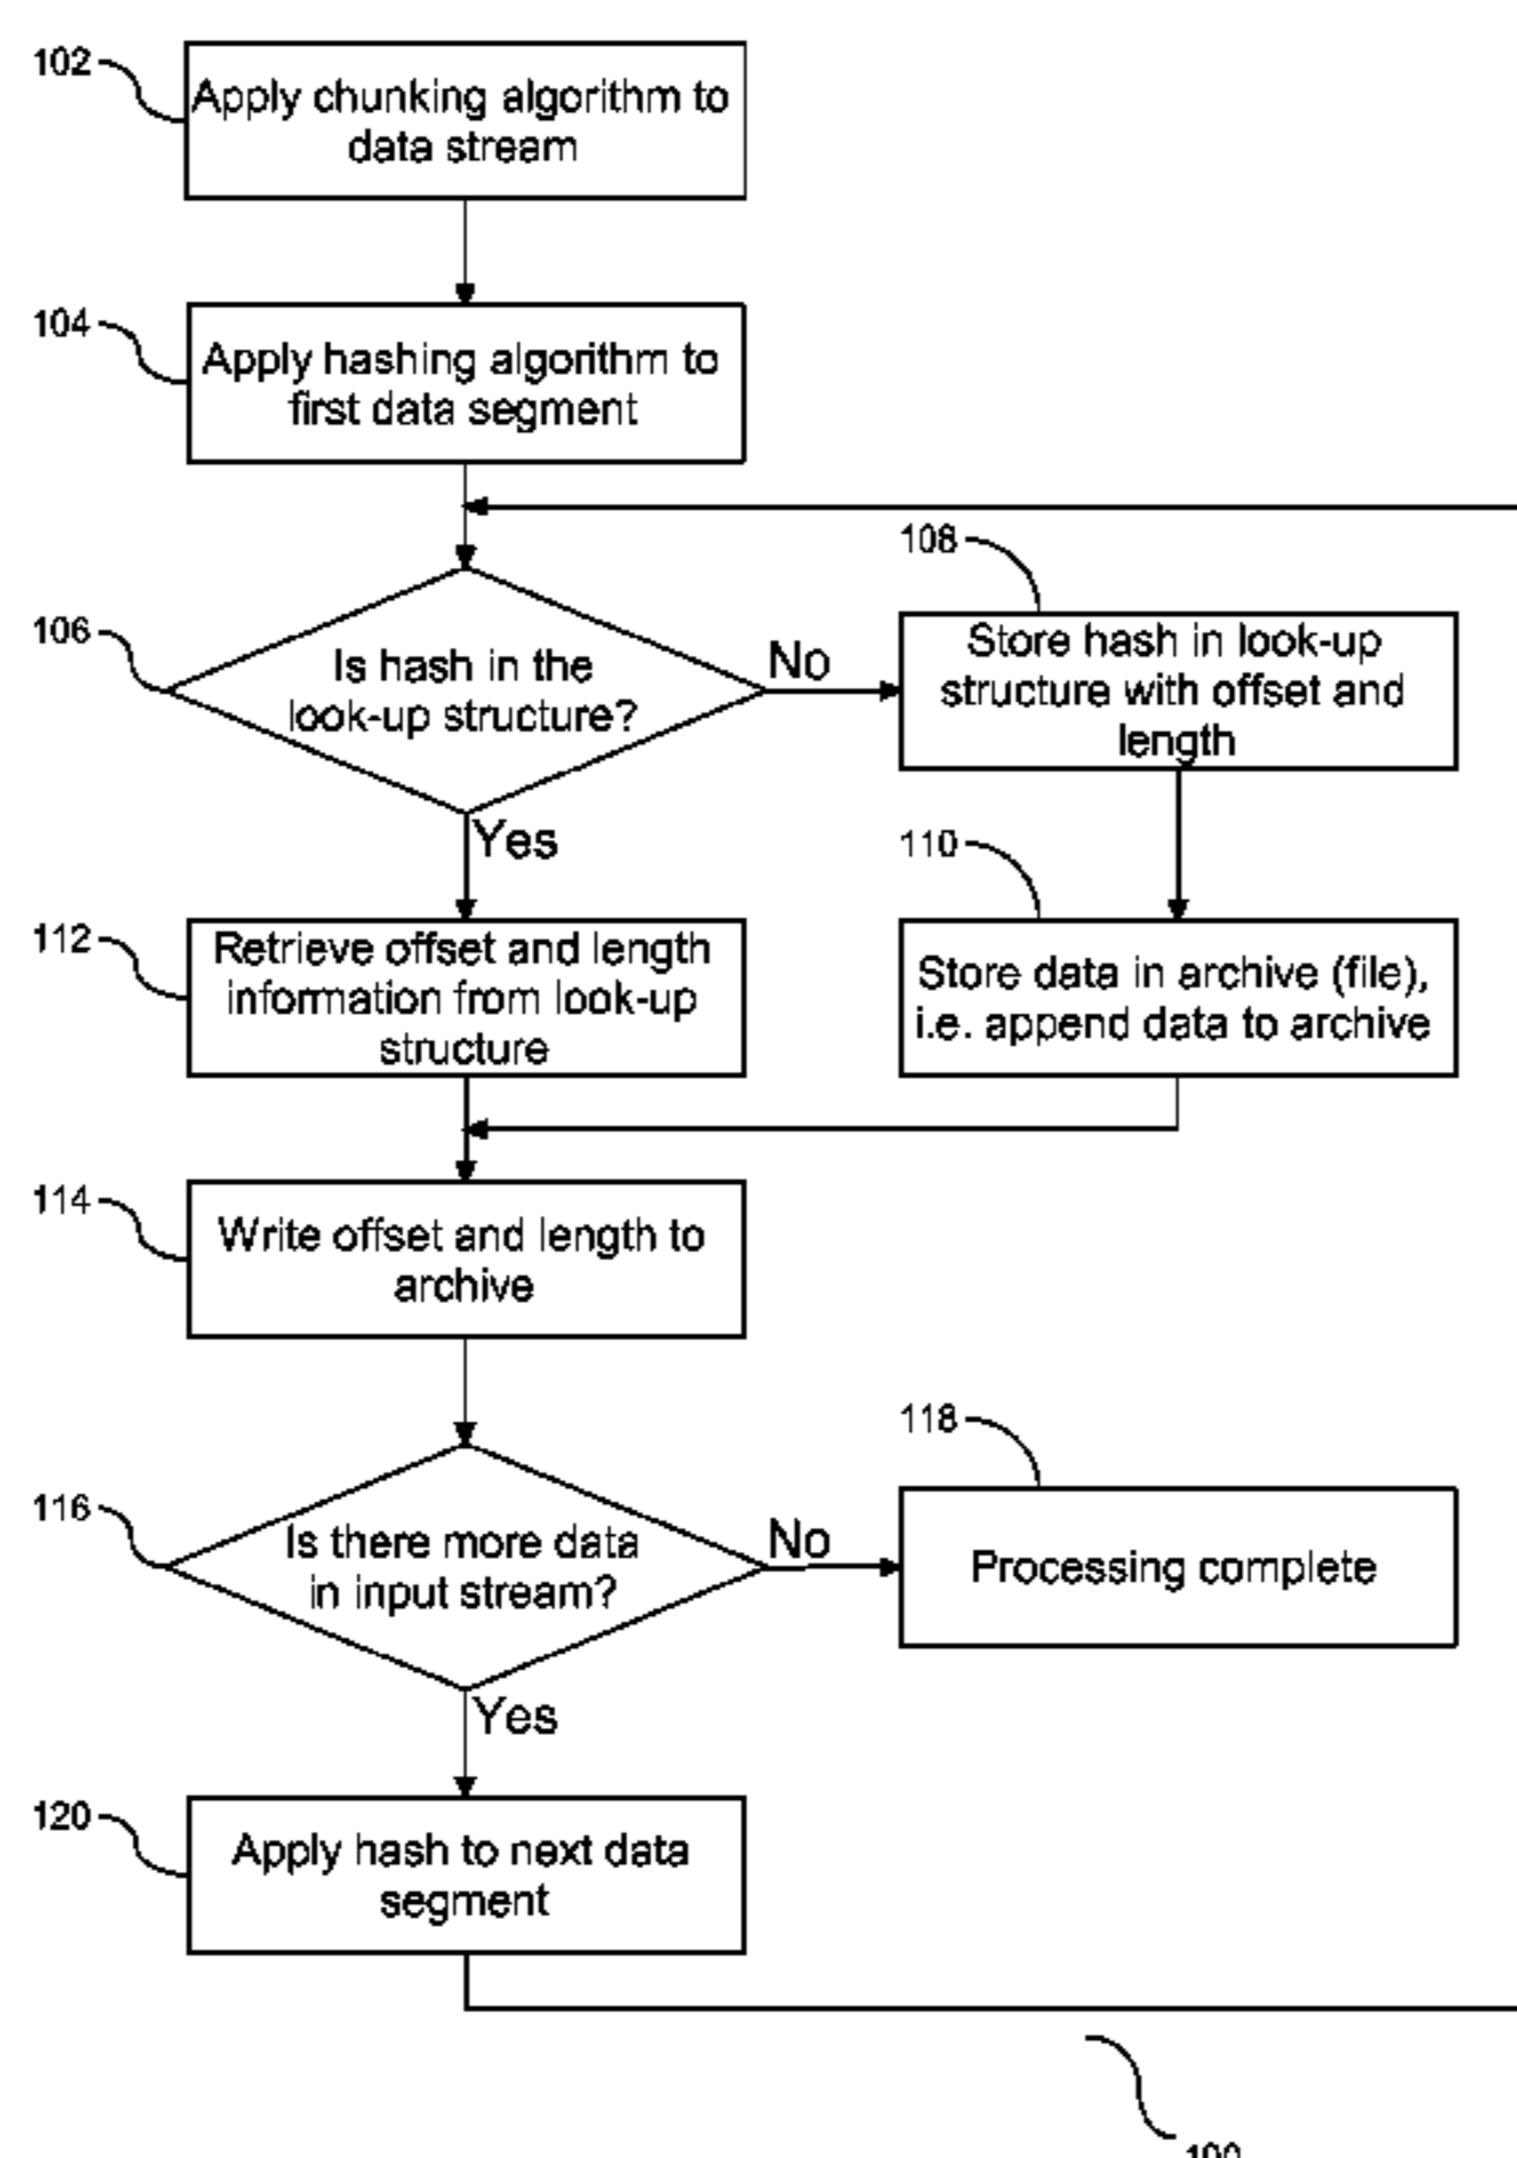 102
Apply chunking algorithm to
data stream
104
Apply hashing algorithm to
first data segment
106
Is hash in the
look-up structure?
No
Yes
108
Store hash in look-up
structure with offset and
length
110
Store data in archive (file),
i.e. append data to archive
112
Retrieve offset and length
information from look-up
structure
114
Write offset and length to
archive
116
Is there more data
in input stream?
No
Yes
118
Processing complete
120
Apply hash to next data
segment